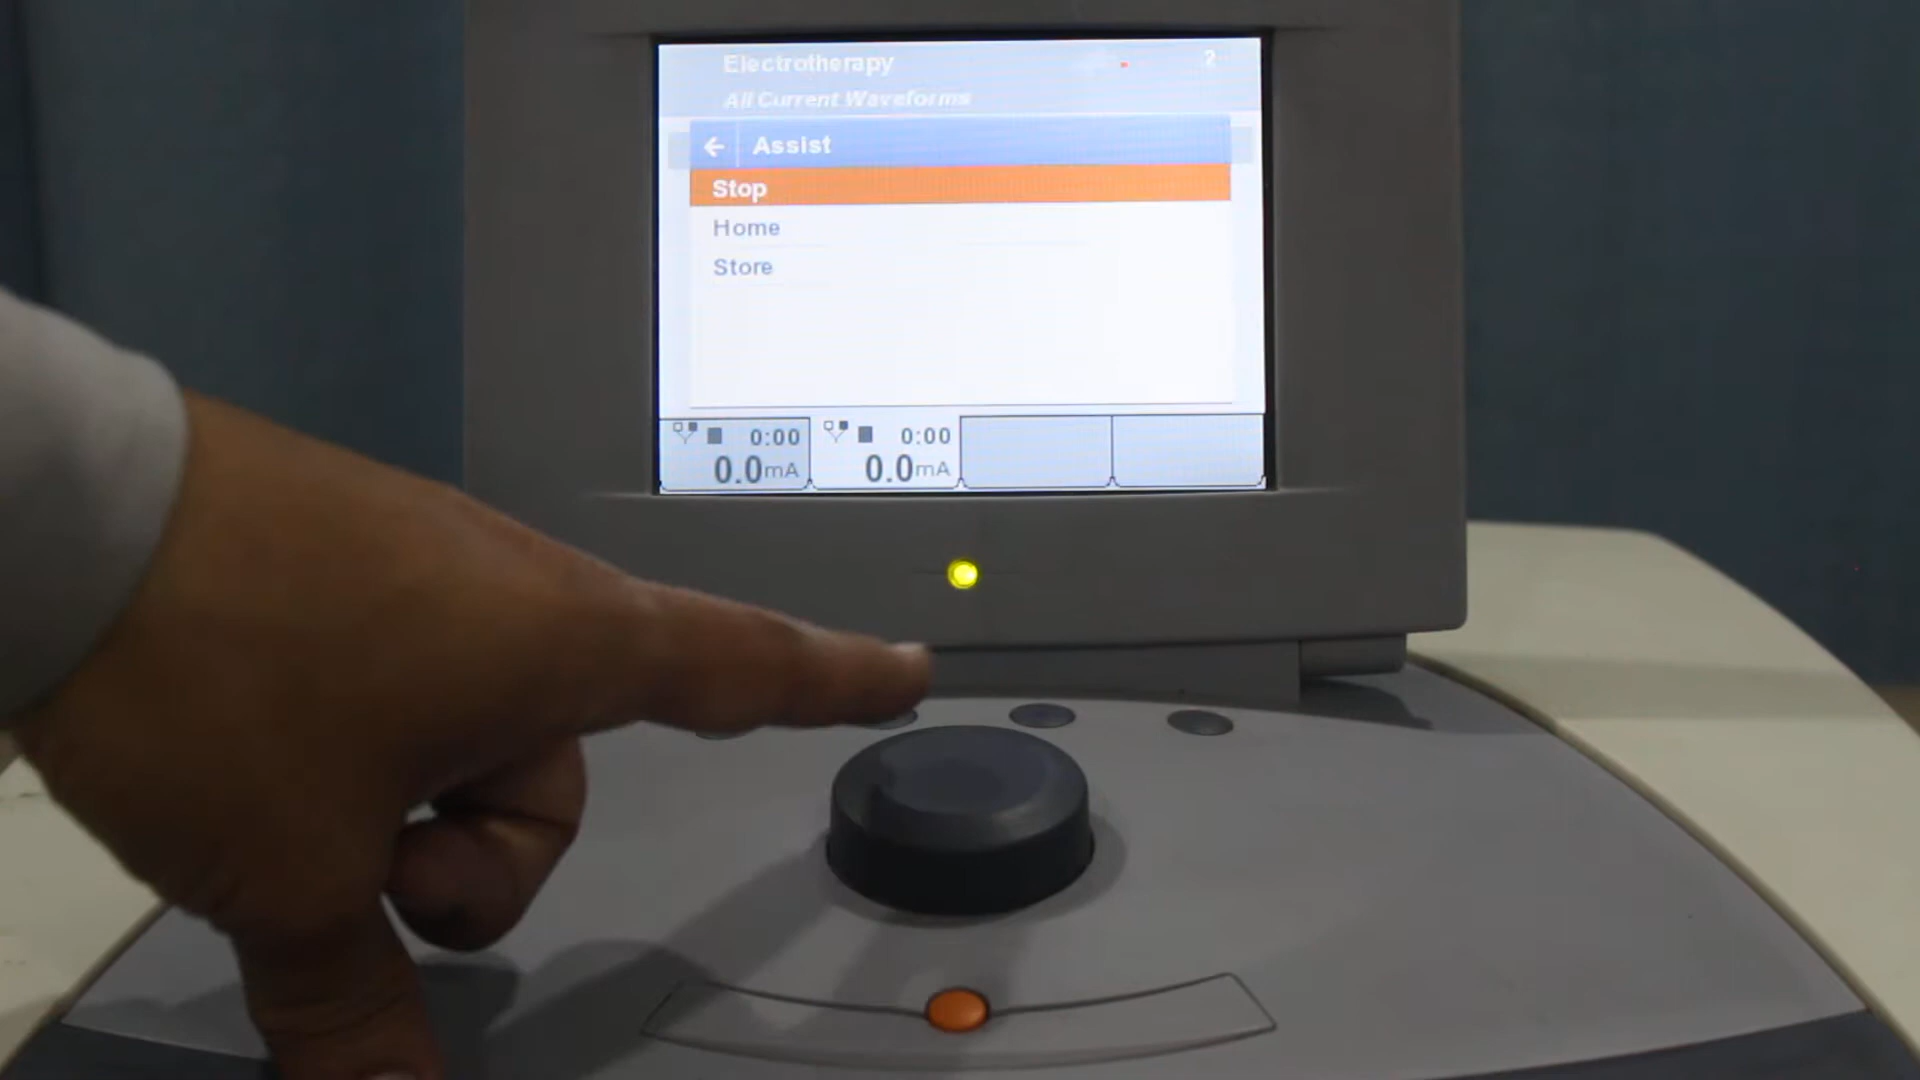 Electrotherapy
?
All Current Waveforms
Assist
Stop
Home
Store
0:00
0:00
0.0mA
0.0mA